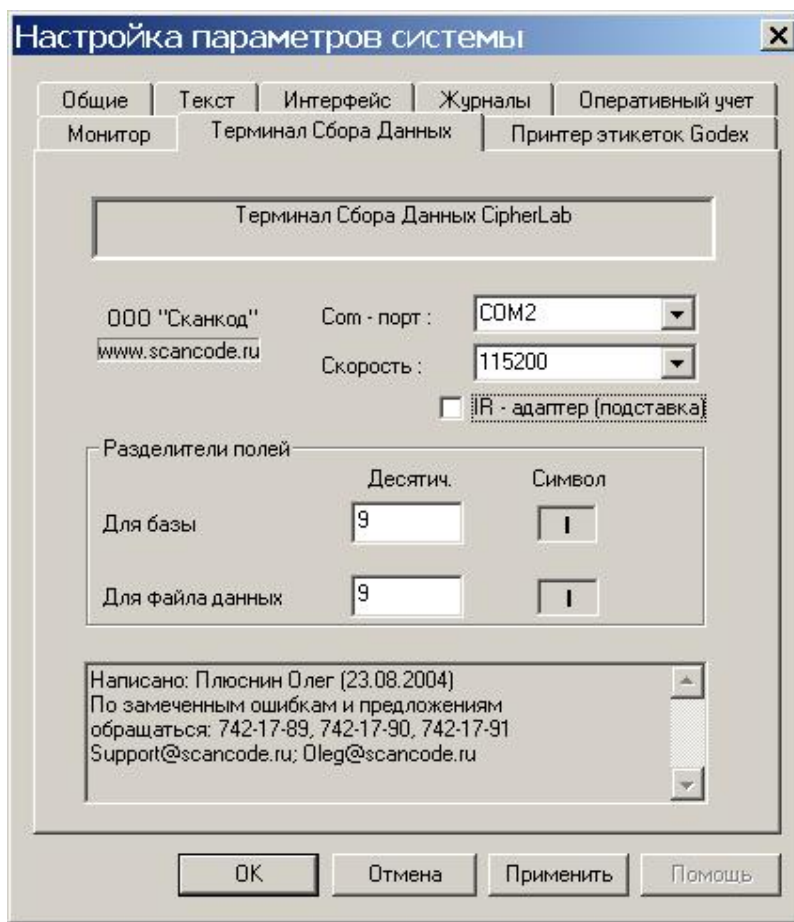 Настройка параметров системы
Общие Текст Интерфейс Журналы Оперативный учет
Монитор Терминал Сбора Данных Принтер этикеток Godex
Терминал Сбора Данных CipherLab
ООО "Сканкод" Com - порт : COM2
www.scancode.ru
Скорость : 115200
IR - адаптер (подставка)
Разделители полей
Десятич. Символ
Для базы 9 I
Для файла данных 9 I
Написано: Плюснин Олег (23.08.2004)
По замеченным ошибкам и предложениям
обращаться: 742-17-89, 742-17-90, 742-17-91
Support@scancode.ru; Oleg@scancode.ru
OK Отмена Применить Помощь